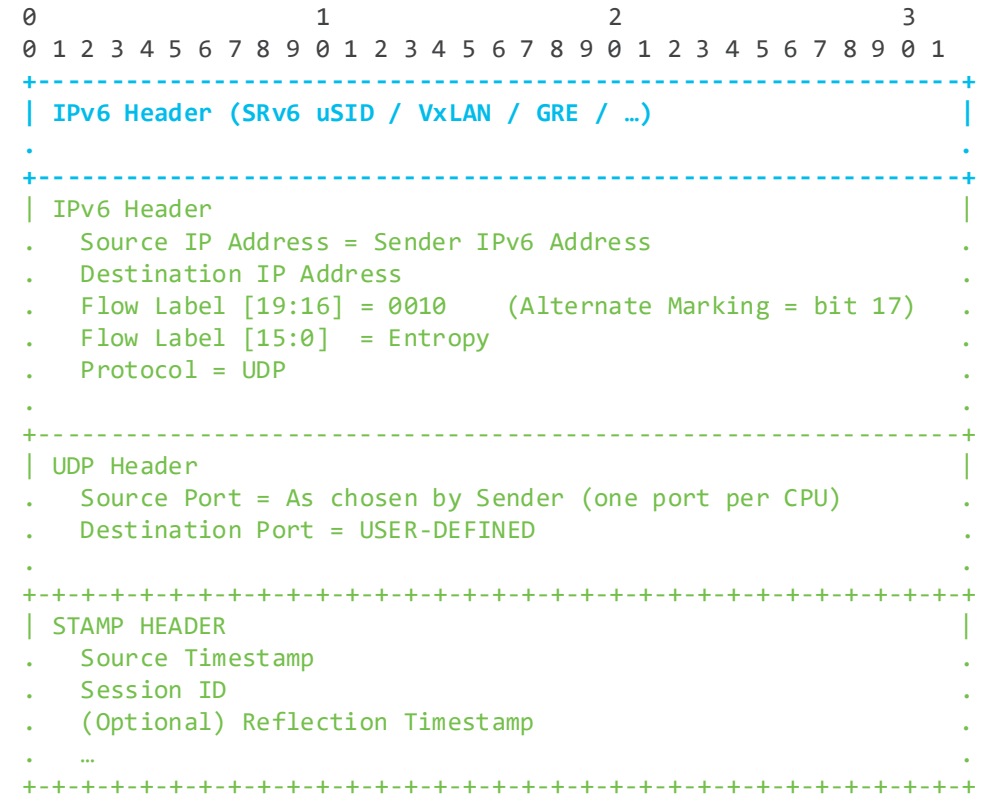 0                   1                   2                   3
0 1 2 3 4 5 6 7 8 9 0 1 2 3 4 5 6 7 8 9 0 1 2 3 4 5 6 7 8 9 0 1
+---------------------------------------------------------------+
| IPv6 Header (SRv6 uSID / VxLAN / GRE / …)                     |
.                                                               .
+---------------------------------------------------------------+
| IPv6 Header                                                   |
.   Source IP Address = Sender IPv6 Address                     .
.   Destination IP Address                                      .
.   Flow Label [19:16] = 0010    (Alternate Marking = bit 17)   .
.   Flow Label [15:0]  = Entropy                                .
.   Protocol = UDP                                              .
.                                                               .
+---------------------------------------------------------------+
| UDP Header                                                    |
.   Source Port = As chosen by Sender (one port per CPU)        .
.   Destination Port = USER-DEFINED                             .
.                                                               .
+-+-+-+-+-+-+-+-+-+-+-+-+-+-+-+-+-+-+-+-+-+-+-+-+-+-+-+-+-+-+-+-+
| STAMP HEADER                                                  |
.   Source Timestamp                                            .
.   Session ID                                                  .
.   (Optional) Reflection Timestamp                             .
.   …                                                           .
+-+-+-+-+-+-+-+-+-+-+-+-+-+-+-+-+-+-+-+-+-+-+-+-+-+-+-+-+-+-+-+-+